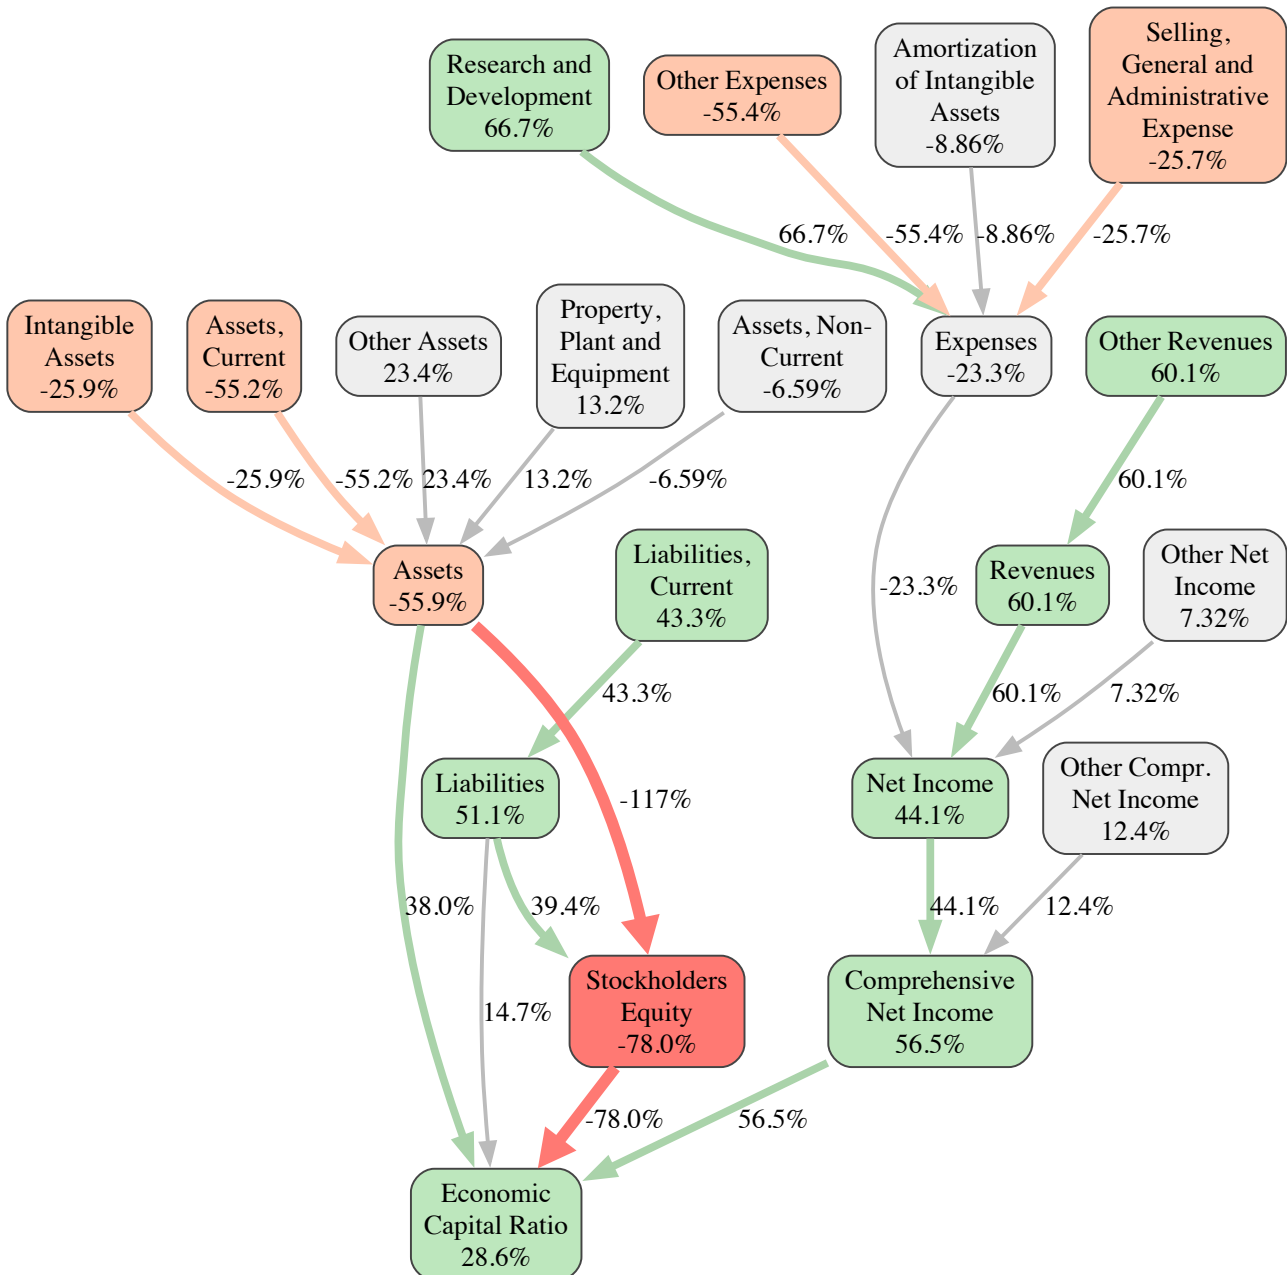 Research and
Development
66.7%
Other Expenses
-55.4%
Amortization
of Intangible
Assets
-8.86%
Selling,
General and
Administrative
Expense
-25.7%
66.7%
-55.4%
-8.86%
-25.7%
Intangible
Assets
-25.9%
Assets,
Current
-55.2%
Other Assets
23.4%
Property,
Plant and
Equipment
13.2%
Assets, Non-
Current
-6.59%
Expenses
-23.3%
Other Revenues
60.1%
-25.9%
-55.2%
23.4%
13.2%
-6.59%
60.1%
Assets
-55.9%
Liabilities,
Current
43.3%
-23.3%
Revenues
60.1%
Other Net
Income
7.32%
43.3%
60.1%
7.32%
Liabilities
51.1%
-117%
Net Income
44.1%
Other Compr.
Net Income
12.4%
38.0%
39.4%
44.1%
12.4%
14.7%
Stockholders
Equity
-78.0%
Comprehensive
Net Income
56.5%
-78.0%
56.5%
Economic
Capital Ratio
28.6%